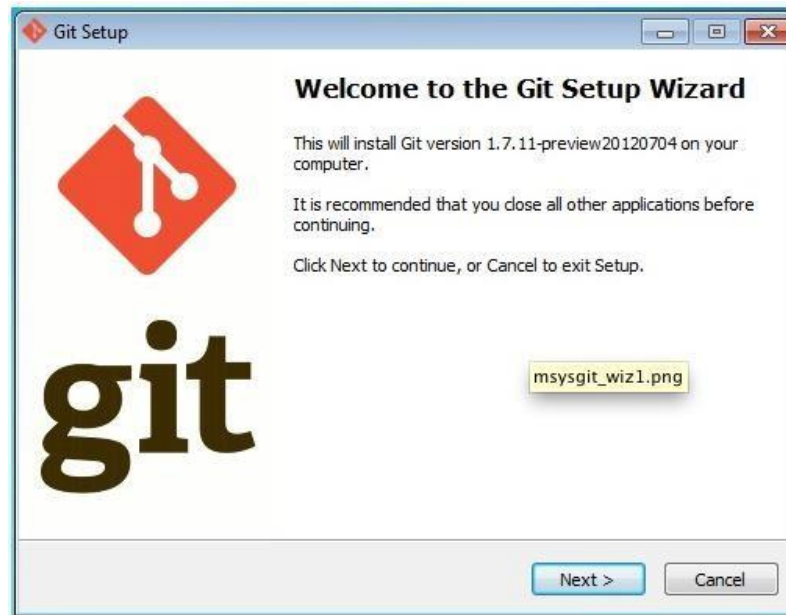 Git Setup
Welcome to the Git Setup Wizard
This will install Git version 1.7.11-preview20120704 on your
computer.
It is recommended that you close all other applications before
continuing.
Click Next to continue, or Cancel to exit Setup.
git
msysgit_wiz1.png
Next >
Cancel